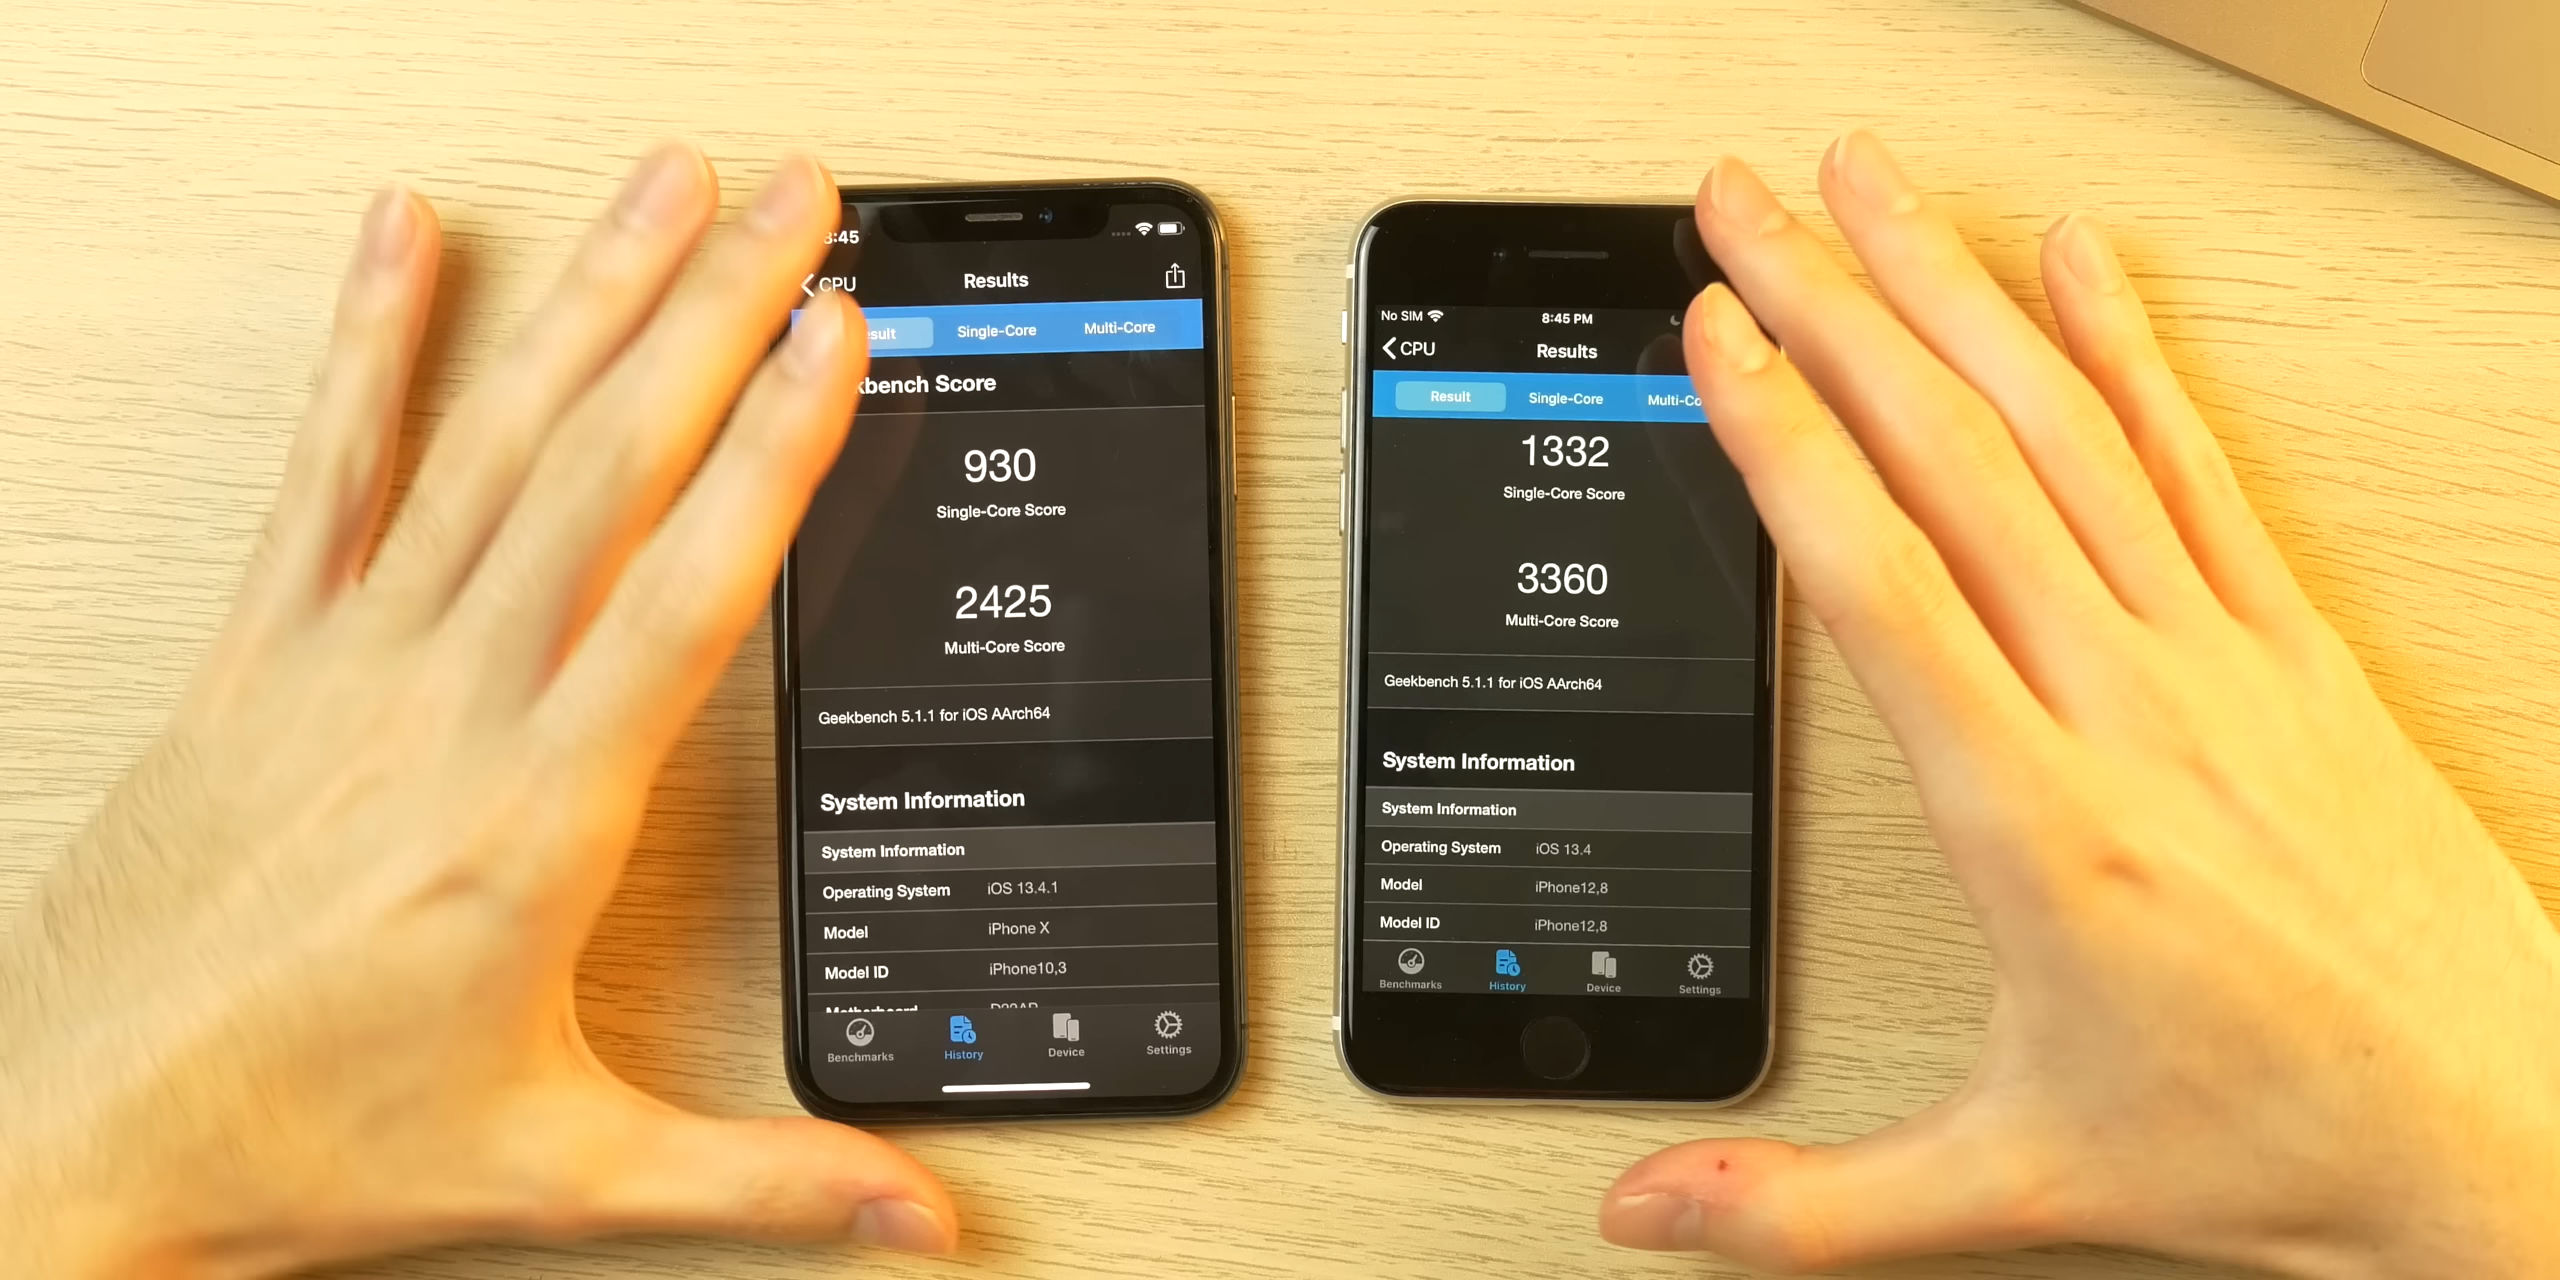 :45
CPU
Results
Single-Core
Multi-Core
bench Score
930
Single-Core Score
2425
Multi-Core Score
Geekbench 5.1.1 for iOS AArch64
System Information
System Information
Operating System iOS 13.4.1
Model iPhone X
Model ID iPhone10,3
Benchmarks
History
Device
Settings
No SIM
8:45 PM
CPU
Results
Result
Single-Core
Multi-Co
1332
Single-Core Score
3360
Multi-Core Score
Geekbench 5.1.1 for iOS AArch64
System Information
System Information
Operating System iOS 13.4
Model iPhone12,8
Model ID iPhone12,8
Benchmarks
History
Device
Settings